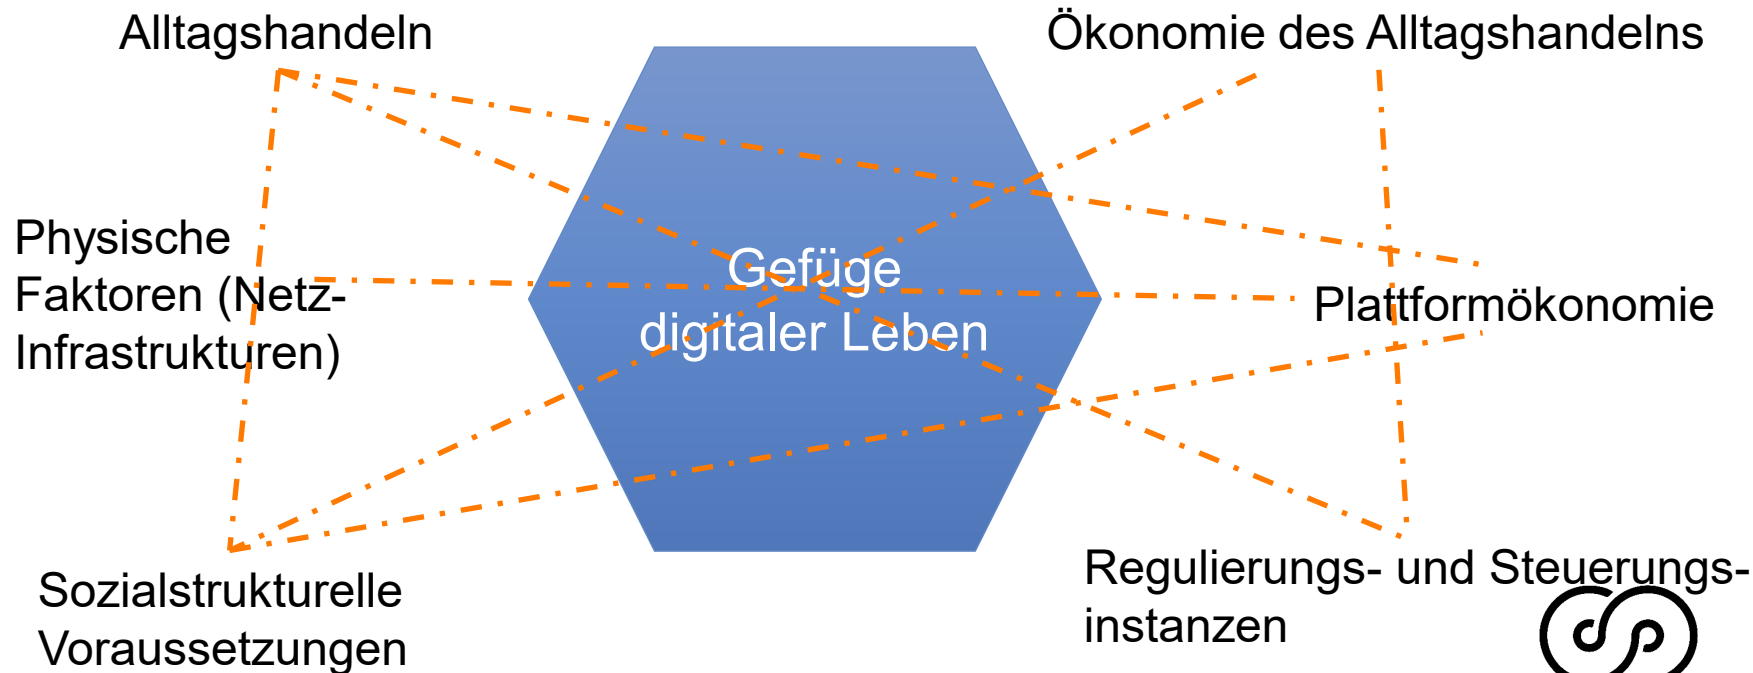 Alltagshandeln
Ökonomie des Alltagshandelns
Physische
Faktoren (Netz-
Infrastrukturen)
Gefüge
digitaler Leben
Plattformökonomie
Sozialstrukturelle
Voraussetzungen
Regulierungs- und Steuerungs-
instanzen